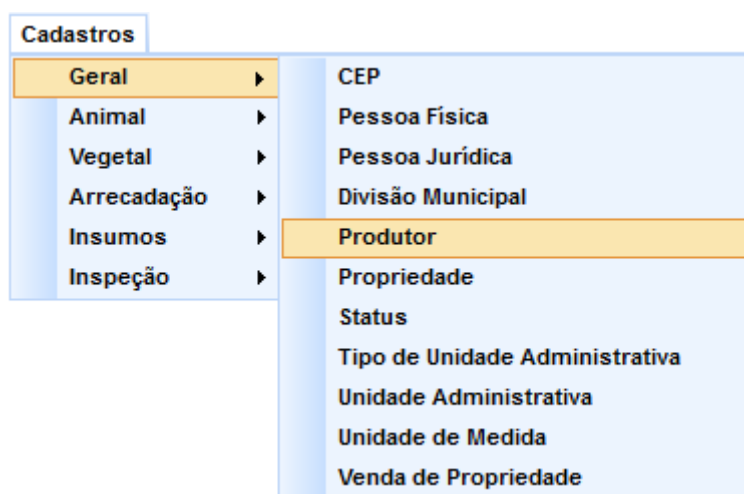 Cadastros
Geral
Animal
Vegetal
Arrecadação
Insumos
Inspeção
CEP
Pessoa Física
Pessoa Jurídica
Divisão Municipal
Produtor
Propriedade
Status
Tipo de Unidade Administrativa
Unidade Administrativa
Unidade de Medida
Venda de Propriedade